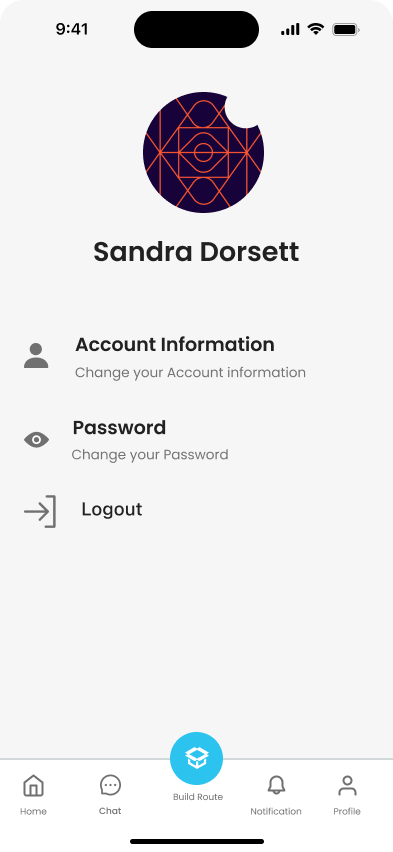 9:41
Sandra Dorsett
Account Information
Change your Account information
Password
Change your Password
Logout
Home Chat Build Route Notification Profile